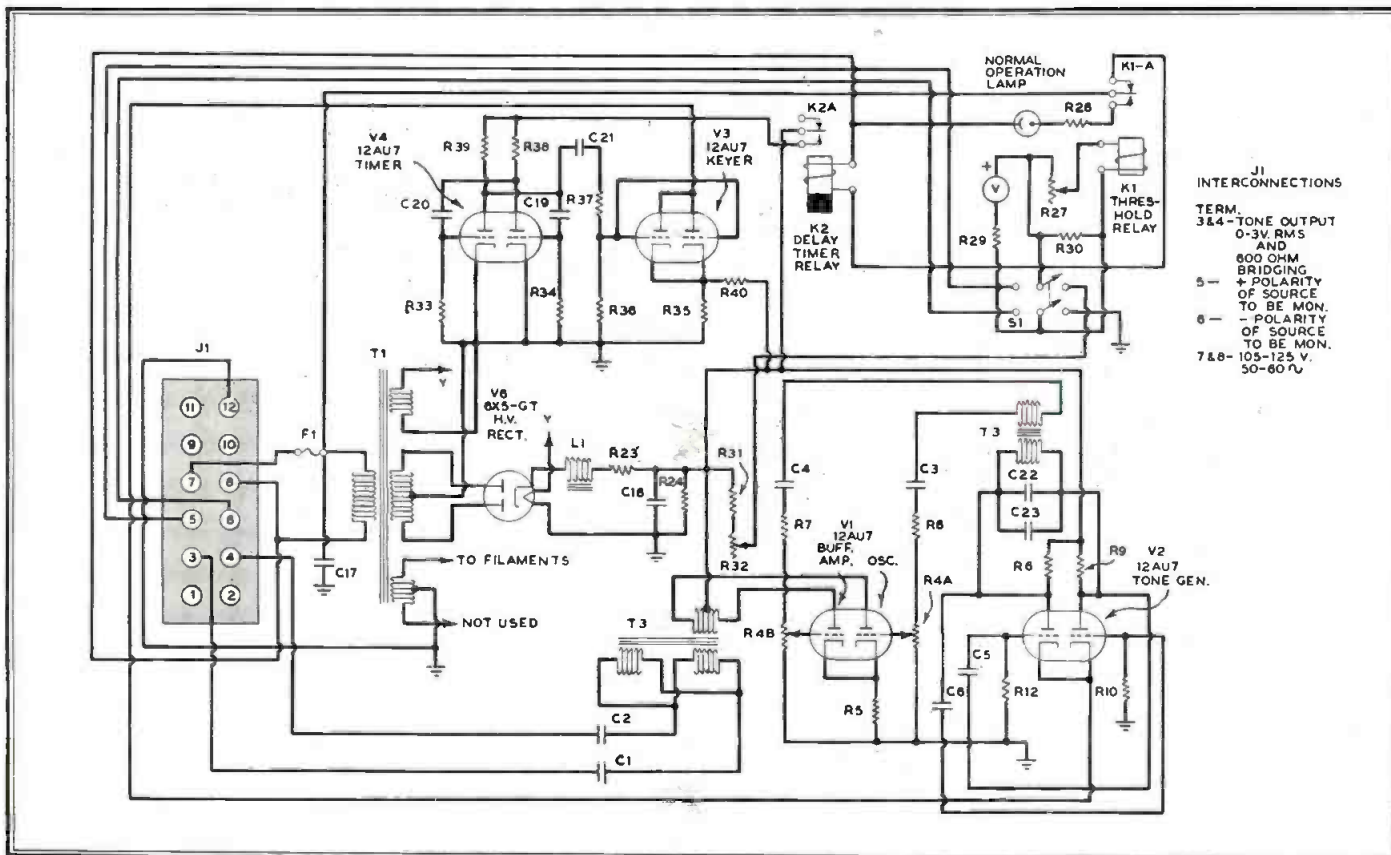 NORMAL
OPERATION
LAMP
K1-A
R26
K2A
V4
12AU7
TIMER
R39
R38
C21
V3
12AU7
KEYER
C20
C19
R37
+
V
R27
K1
THRES-
HOLD
RELAY
K2
DELAY
TIMER
RELAY
R29
R30
R33
R34
R36
R35
R40
S1
J1
INTERCONNECTIONS
TERM.
3&4-TONE OUTPUT
0-3V. RMS
AND
600 OHM
BRIDGING
5- + POLARITY
OF SOURCE
TO BE MON.
6- - POLARITY
OF SOURCE
TO BE MON.
7&8-105-125 V.
50-60 ∿
J1
11
12
9
10
7
8
5
6
3
4
1
2
F1
T1
Y
V6
6X5-GT
H.V.
RECT.
Y
L1
R23
C18
R24
R31
R32
C17
TO FILAMENTS
NOT USED
T3
C4
R7
V1
12AU7
BUFF.
AMP.
OSC.
C3
R8
R4A
R4B
R5
T3
C22
C23
R6
R9
V2
12AU7
TONE GEN.
C5
C6
R12
R10
C2
C1